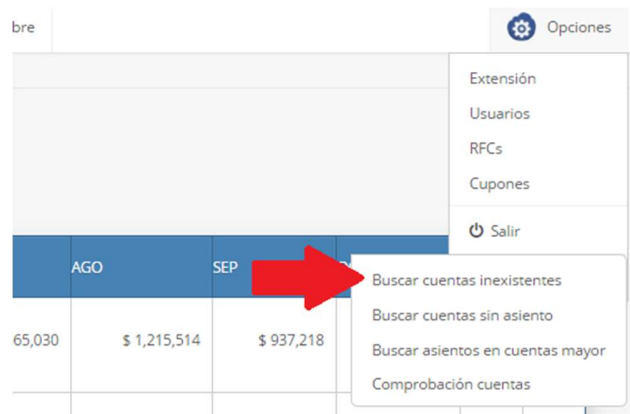 bre
Opciones
Extensión
Usuarios
RFCs
Cupones
Salir
AGO SEP
Buscar cuentas inexistentes
Buscar cuentas sin asiento
65,030 $ 1,215,514 $ 937,218
Buscar asientos en cuentas mayor
Comprobación cuentas